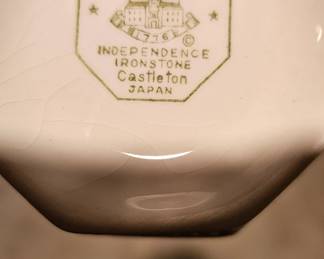 1776
©
INDEPENDENCE
IRONSTONE
Castleton
JAPAN